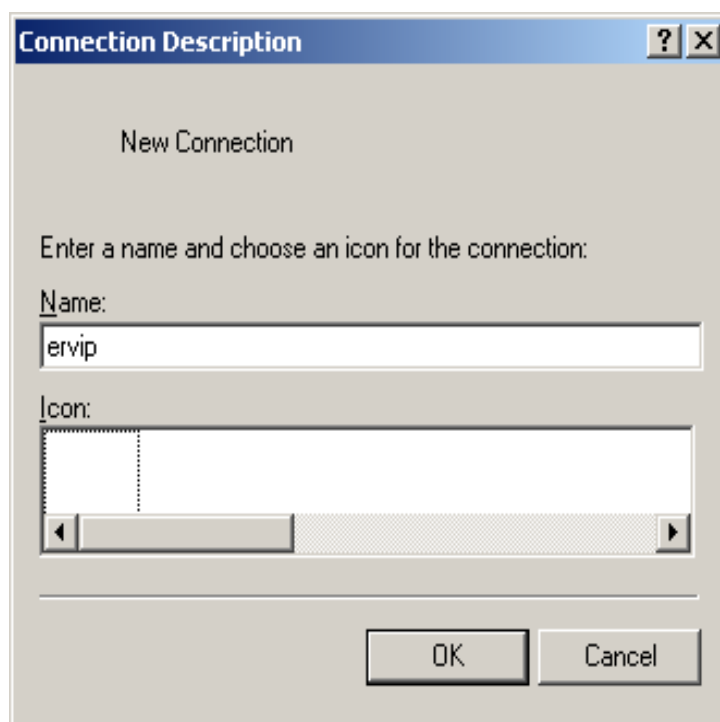 Connection Description
New Connection
Enter a name and choose an icon for the connection:
Name:
ervip
Icon:
OK Cancel